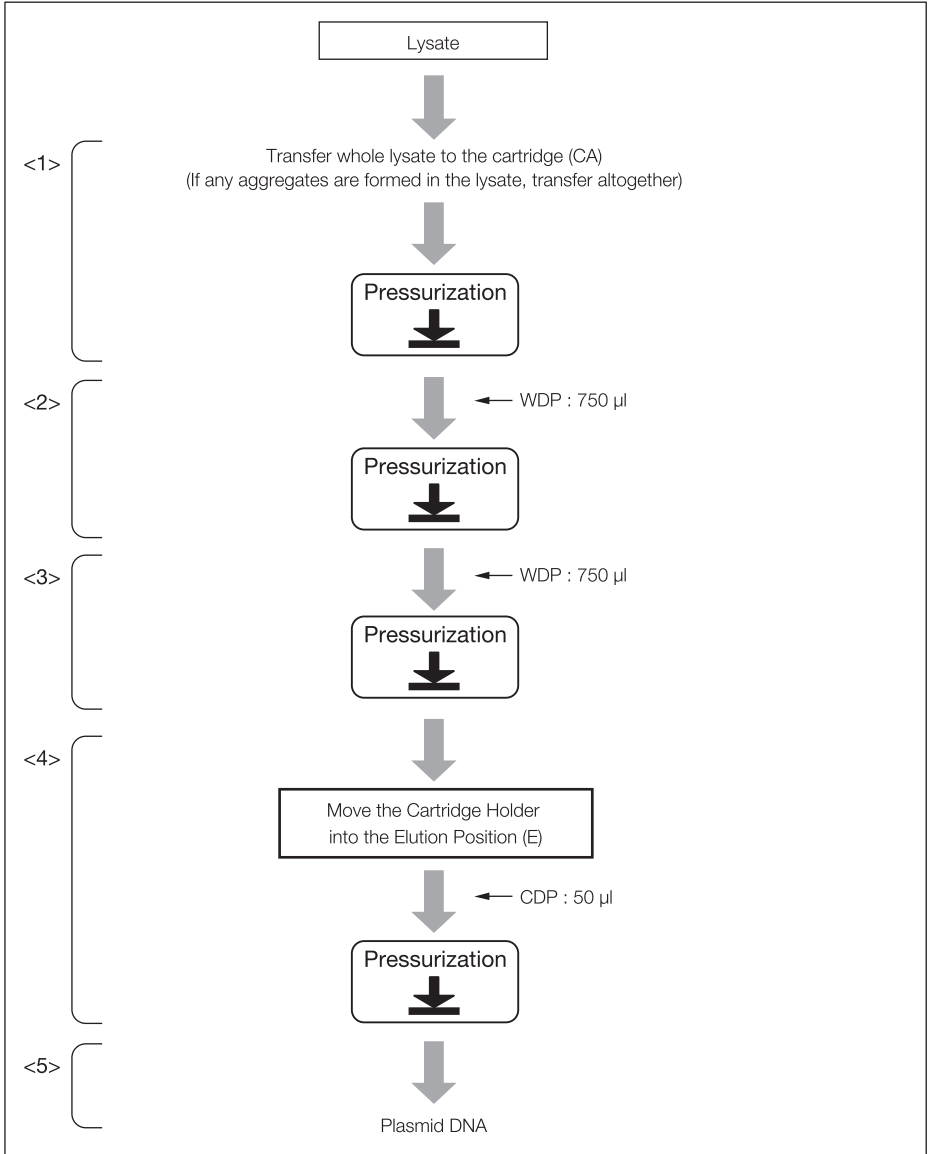 Lysate
<1>
Transfer whole lysate to the cartridge (CA)
(If any aggregates are formed in the lysate, transfer altogether)
Pressurization
<2>
WDP : 750 µl
Pressurization
<3>
WDP : 750 µl
Pressurization
<4>
Move the Cartridge Holder
into the Elution Position (E)
CDP : 50 µl
Pressurization
<5>
Plasmid DNA